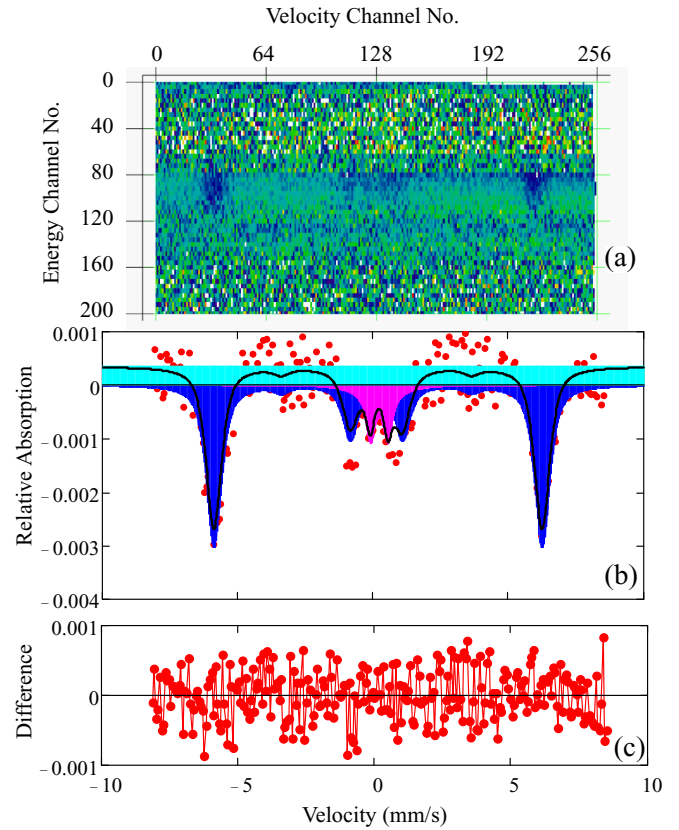 Velocity Channel No.
0 64 128 192 256
Energy Channel No.
0
40
80
120
160
200
(a)
Relative Absorption
0.001
0
−0.001
−0.002
−0.003
−0.004
(b)
Difference
0.001
0
−0.001
(c)
−10 −5 0 5 10
Velocity (mm/s)